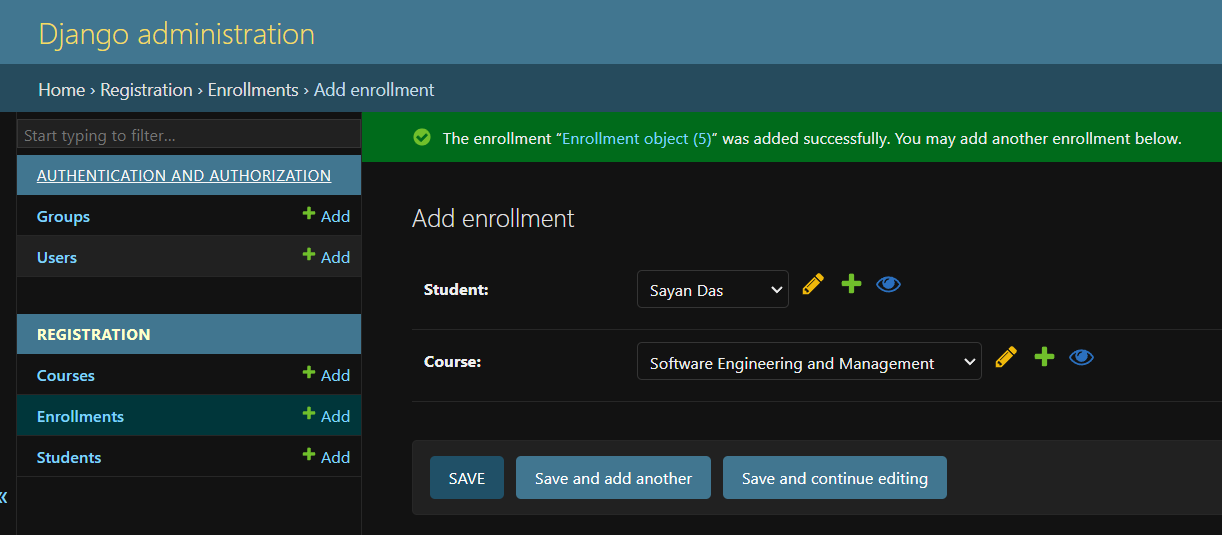 Django administration
Home › Registration › Enrollments › Add enrollment
Start typing to filter...
AUTHENTICATION AND AUTHORIZATION
Groups + Add
Users + Add
REGISTRATION
Courses + Add
Enrollments + Add
Students + Add
«
The enrollment “Enrollment object (5)” was added successfully. You may add another enrollment below.
Add enrollment
Student: Sayan Das
Course: Software Engineering and Management
SAVE Save and add another Save and continue editing